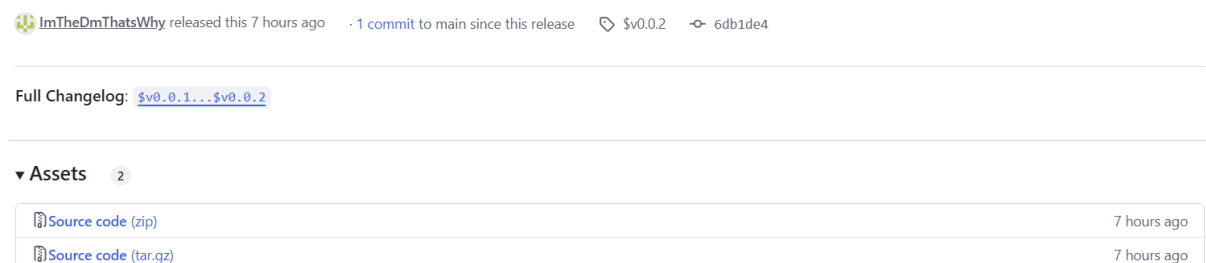 ImTheDmThatsWhy released this 7 hours ago · 1 commit to main since this release $v0.0.2 6db1de4
Full Changelog: $v0.0.1...$v0.0.2
Assets 2
Source code (zip) 7 hours ago
Source code (tar.gz) 7 hours ago